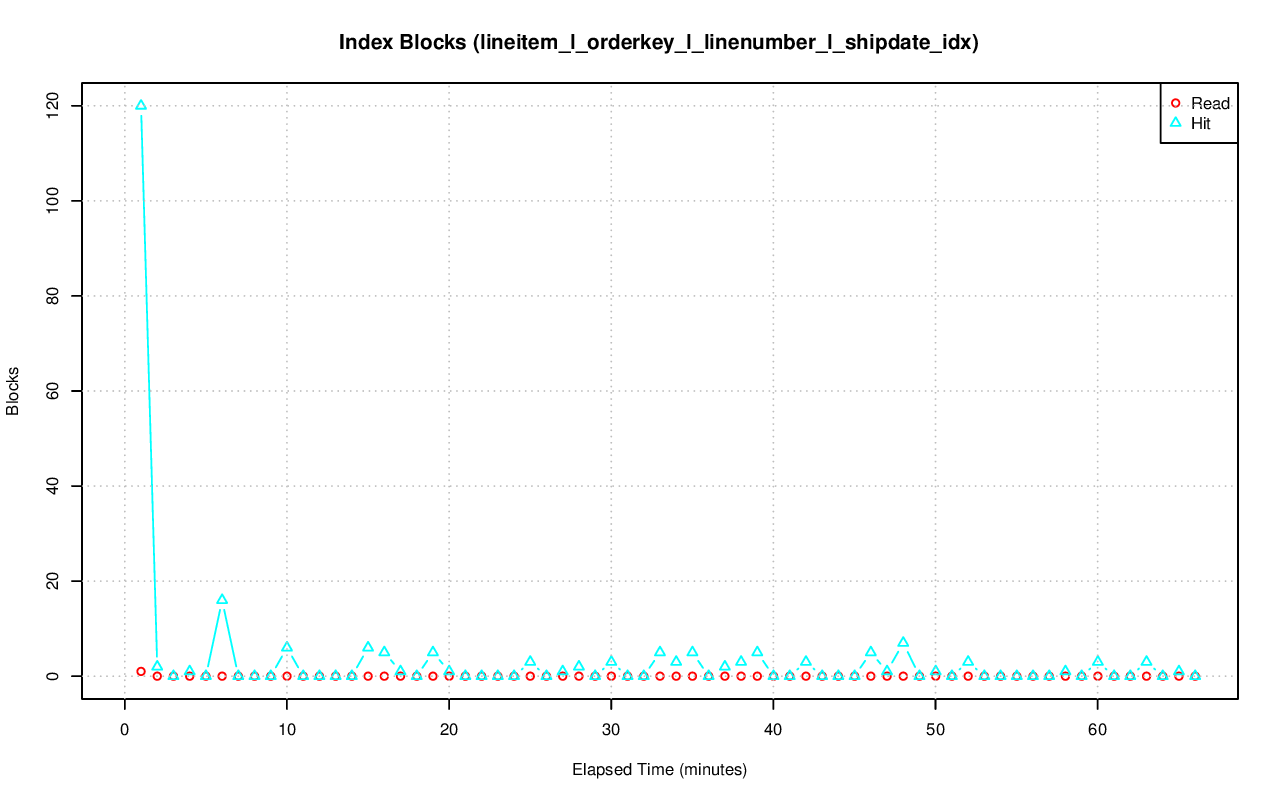 Index Blocks (lineitem_l_orderkey_l_linenumber_l_shipdate_idx)
Read
Hit
Blocks
120
100
80
60
40
20
0
0 10 20 30 40 50 60
Elapsed Time (minutes)